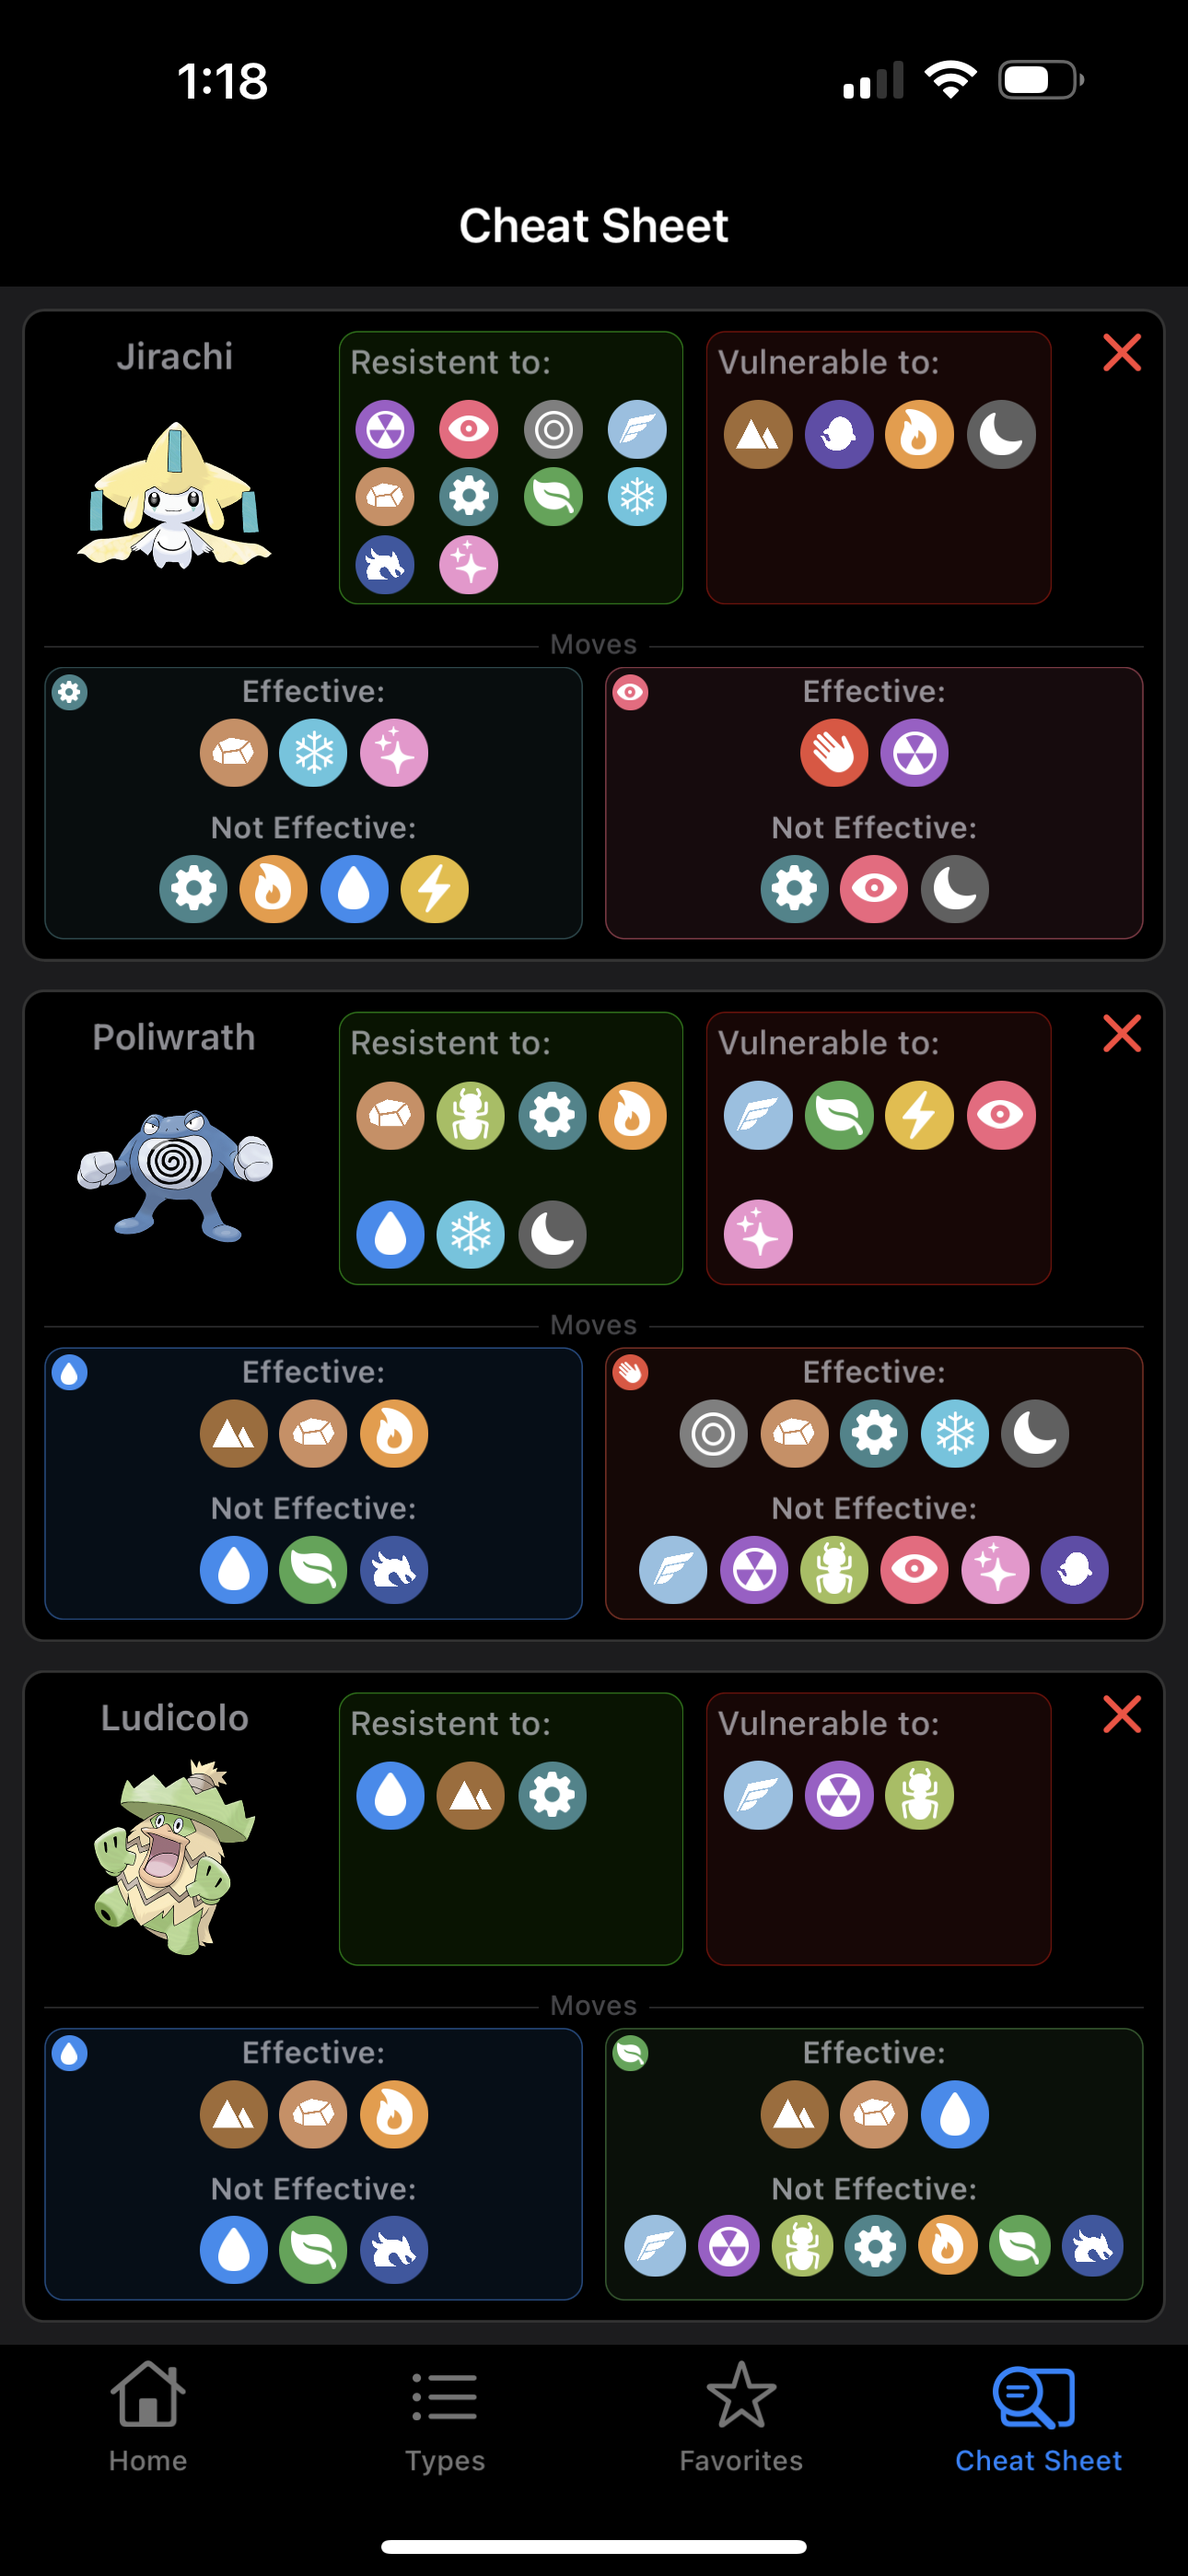 1:18
Cheat Sheet
Jirachi
Resistent to:
Vulnerable to:
Moves
Effective:
Effective:
Not Effective:
Not Effective:
Poliwrath
Resistent to:
Vulnerable to:
Moves
Effective:
Effective:
Not Effective:
Not Effective:
Ludicolo
Resistent to:
Vulnerable to:
Moves
Effective:
Effective:
Not Effective:
Not Effective:
Home
Types
Favorites
Cheat Sheet